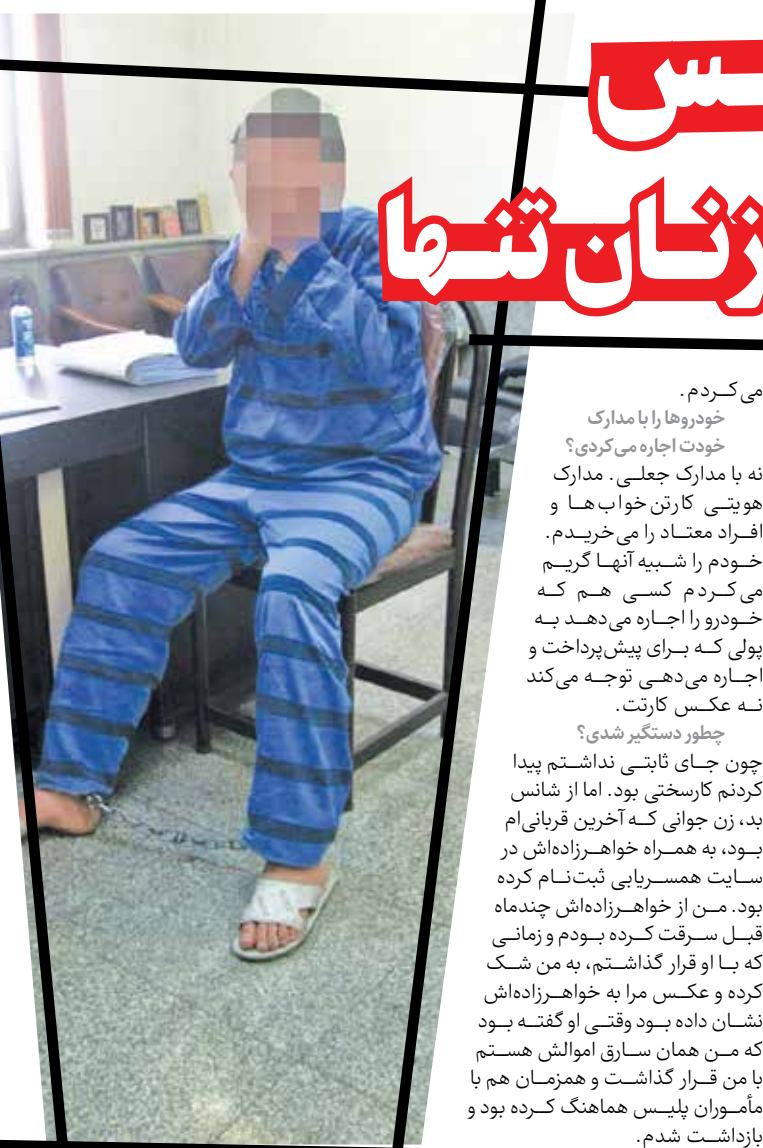 ـس
زنان تنها
می‌کردم.
خودروها را با مدارک
خودت اجاره می‌کردی؟
نه با مدارک جعلی. مدارک
هویتی کارتن خواب‌ها و
افراد معتاد را می‌خریدم.
خودم را شبیه آنها گریم
می‌کردم کسی هم که
خودرو را اجاره می‌دهد به
پولی که برای پیش‌پرداخت و
اجاره می‌دهی توجه می‌کند
نه عکس کارتت.
چطور دستگیر شدی؟
چون جای ثابتی نداشتم پیدا
کردنم کارسختی بود. اما از شانس
بد، زن جوانی که آخرین قربانی‌ام
بود، به همراه خواهرزاده‌اش در
سایت همسریابی ثبت‌نام کرده
بود. من از خواهرزاده‌اش چندماه
قبل سرقت کرده بودم و زمانی
که با او قرار گذاشتم، به من شک
کرده و عکس مرا به خواهرزاده‌اش
نشان داده بود وقتی او گفته بود
که من همان سارق اموالش هستم
با من قرار گذاشت و همزمان هم با
مأموران پلیس هماهنگ کرده بود و
بازداشت شدم.